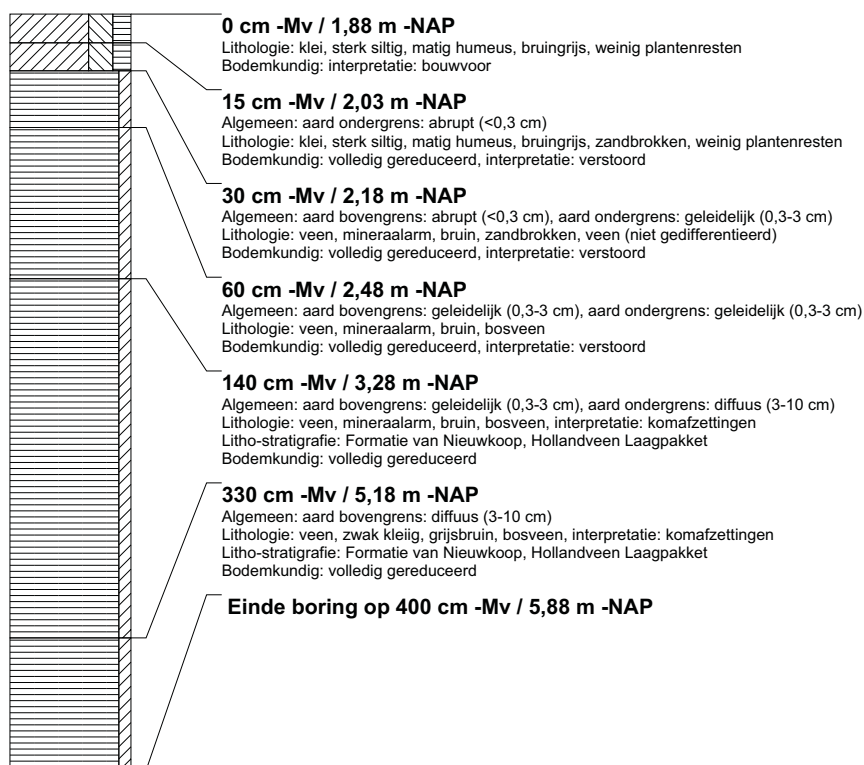 0 cm -Mv / 1,88 m -NAP
Lithologie: klei, sterk siltig, matig humeus, bruingrijs, weinig plantenresten
Bodemkundig: interpretatie: bouwvoor
15 cm -Mv / 2,03 m -NAP
Algemeen: aard ondergrens: abrupt (<0,3 cm)
Lithologie: klei, sterk siltig, matig humeus, bruingrijs, zandbrokken, weinig plantenresten
Bodemkundig: volledig gereduceerd, interpretatie: verstoord
30 cm -Mv / 2,18 m -NAP
Algemeen: aard bovengrens: abrupt (<0,3 cm), aard ondergrens: geleidelijk (0,3-3 cm)
Lithologie: veen, mineraalarm, bruin, zandbrokken, veen (niet gedifferentieerd)
Bodemkundig: volledig gereduceerd, interpretatie: verstoord
60 cm -Mv / 2,48 m -NAP
Algemeen: aard bovengrens: geleidelijk (0,3-3 cm), aard ondergrens: geleidelijk (0,3-3 cm)
Lithologie: veen, mineraalarm, bruin, bosveen
Bodemkundig: volledig gereduceerd, interpretatie: verstoord
140 cm -Mv / 3,28 m -NAP
Algemeen: aard bovengrens: geleidelijk (0,3-3 cm), aard ondergrens: diffuus (3-10 cm)
Lithologie: veen, mineraalarm, bruin, bosveen, interpretatie: komafzettingen
Litho-stratigrafie: Formatie van Nieuwkoop, Hollandveen Laagpakket
Bodemkundig: volledig gereduceerd
330 cm -Mv / 5,18 m -NAP
Algemeen: aard bovengrens: diffuus (3-10 cm)
Lithologie: veen, zwak kleiig, grijsbruin, bosveen, interpretatie: komafzettingen
Litho-stratigrafie: Formatie van Nieuwkoop, Hollandveen Laagpakket
Bodemkundig: volledig gereduceerd
Einde boring op 400 cm -Mv / 5,88 m -NAP